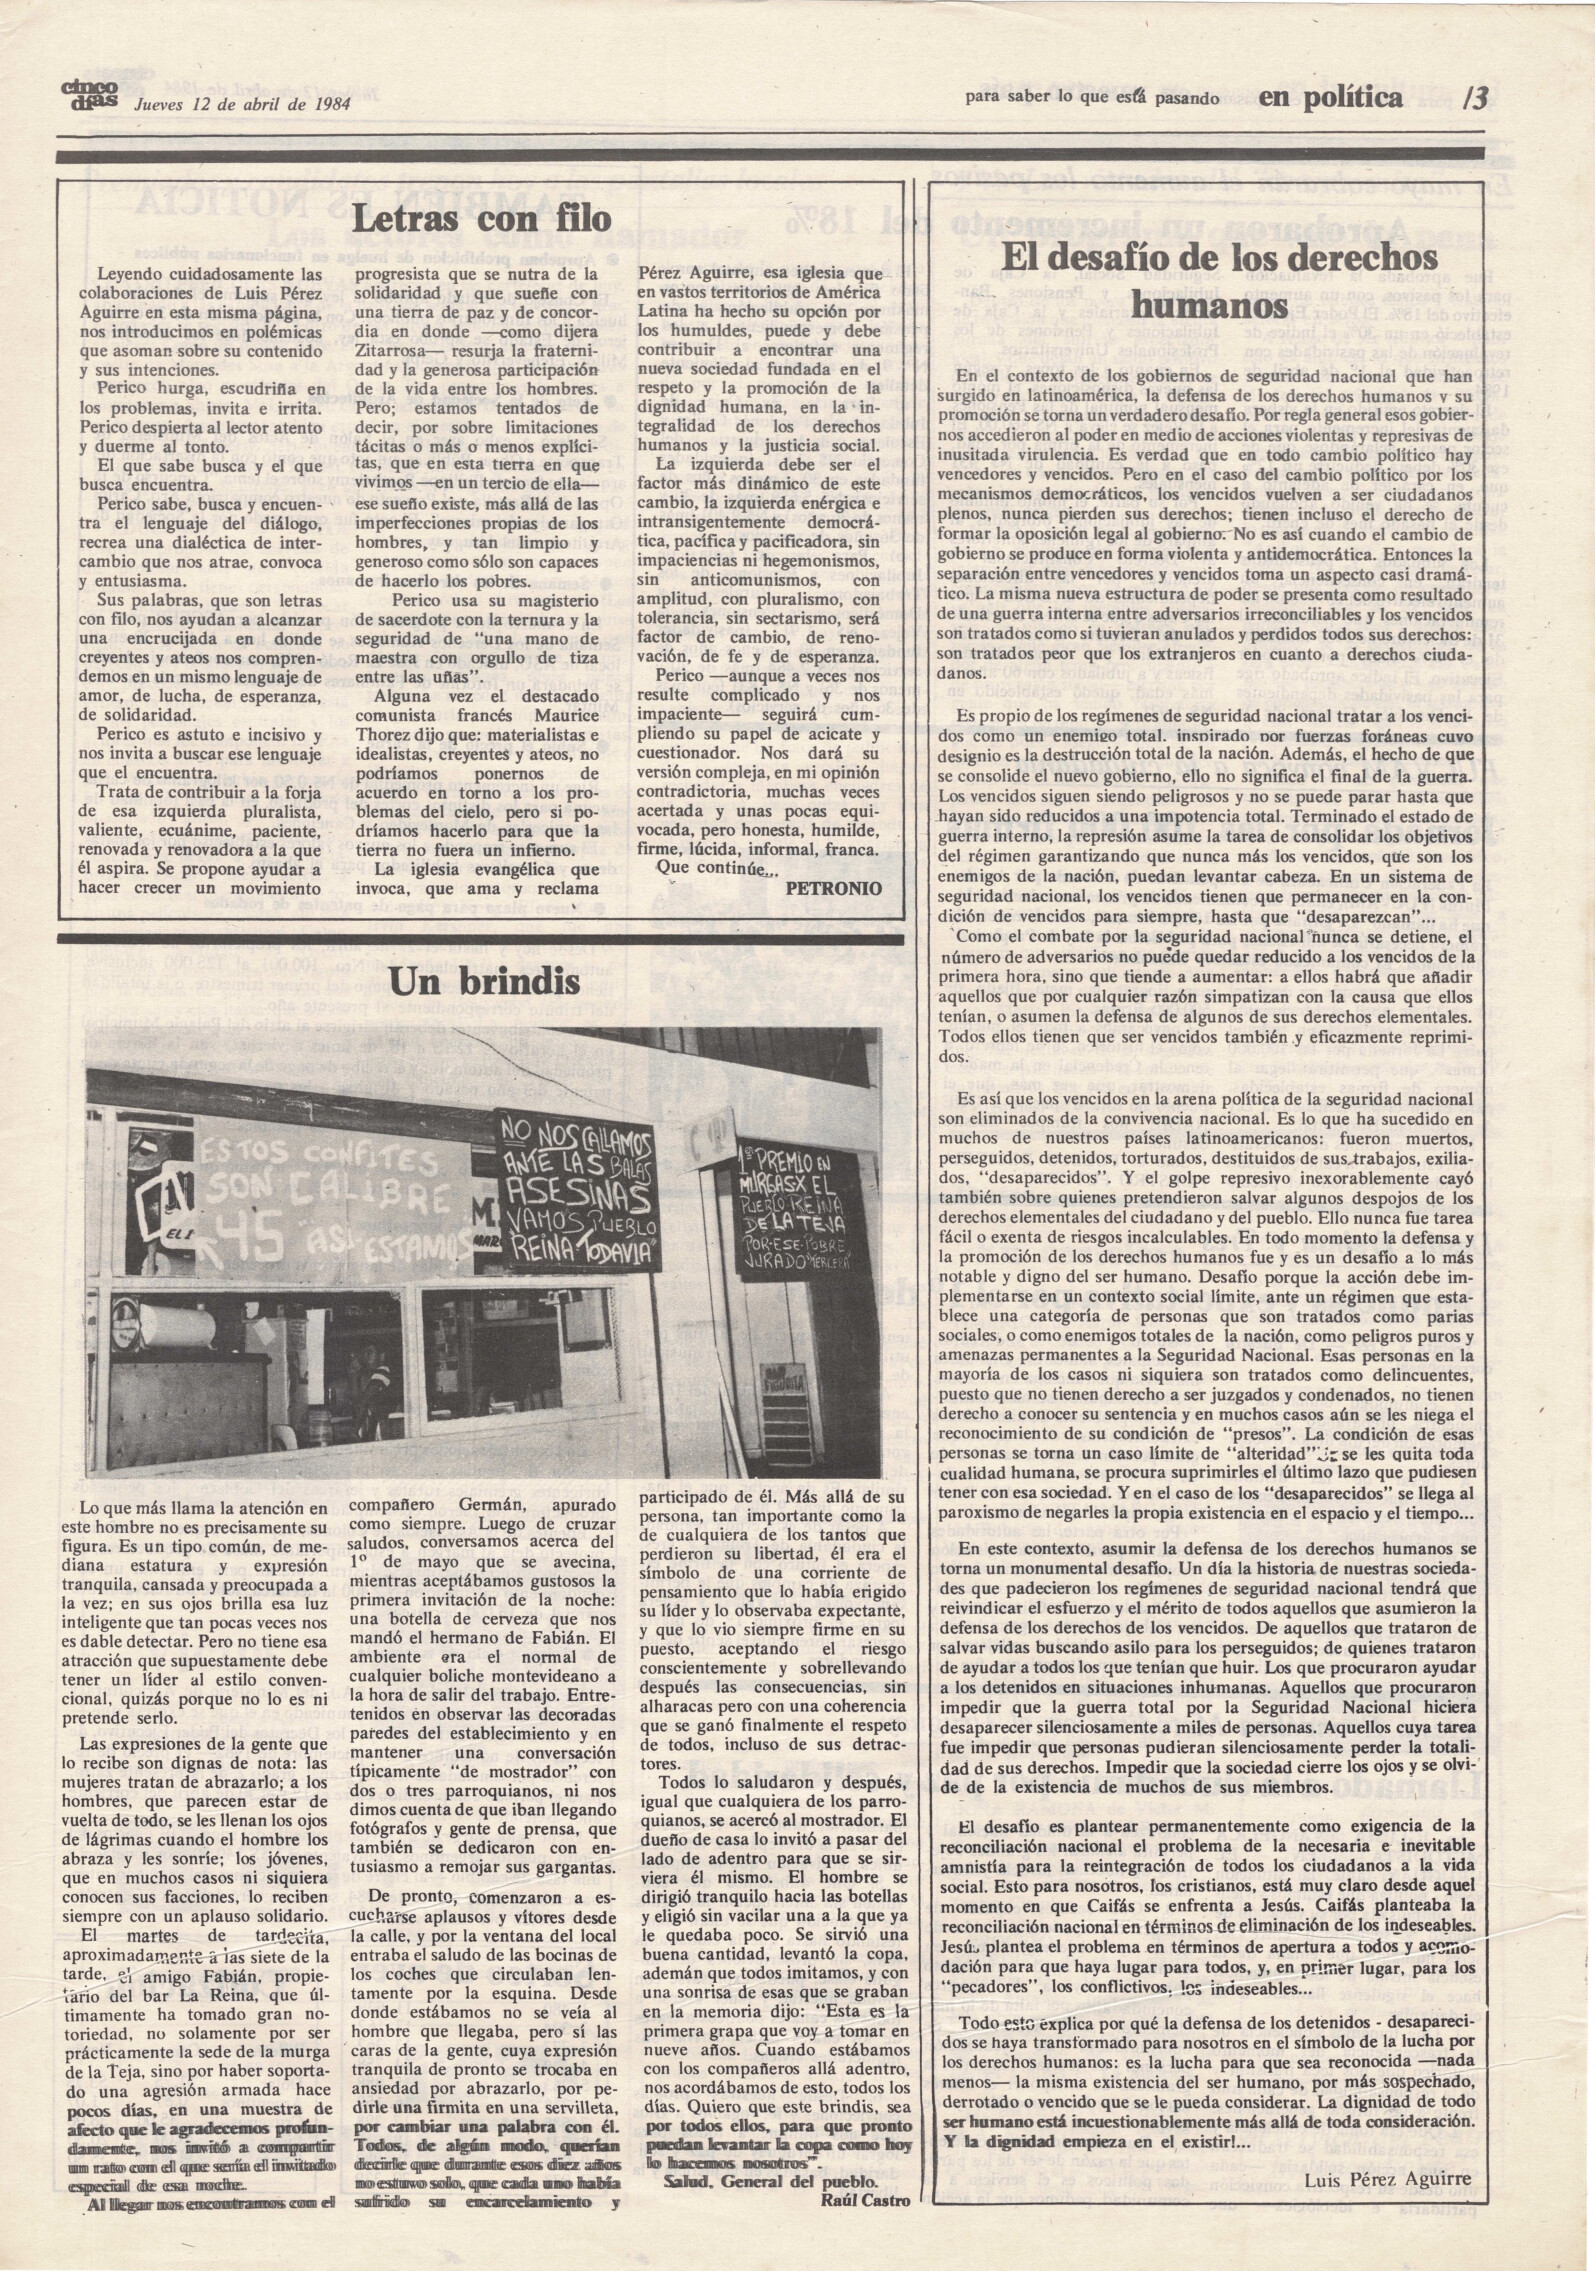 cinco días
Jueves 12 de abril de 1984
para saber lo que está pasando en política /3
Letras con filo
Leyendo cuidadosamente las
colaboraciones de Luis Pérez
Aguirre en esta misma página,
nos introducimos en polémicas
que asoman sobre su contenido
y sus intenciones.
Perico hurga, escudriña en
los problemas, invita e irrita.
Perico despierta al lector atento
y duerme al tonto.
El que sabe busca y el que
busca encuentra.
Perico sabe, busca y encuen-
tra el lenguaje del diálogo,
recrea una dialéctica de inter-
cambio que nos atrae, convoca
y entusiasma.
Sus palabras, que son letras
con filo, nos ayudan a alcanzar
una encrucijada en donde
creyentes y ateos nos compren-
demos en un mismo lenguaje de
amor, de lucha, de esperanza,
de solidaridad.
Perico es astuto e incisivo y
nos invita a buscar ese lenguaje
que el encuentra.
Trata de contribuir a la forja
de esa izquierda pluralista,
valiente, ecuánime, paciente,
renovada y renovadora a la que
él aspira. Se propone ayudar a
hacer crecer un movimiento
progresista que se nutra de la
solidaridad y que sueñe con
una tierra de paz y de concor-
dia en donde —como dijera
Zitarrosa— resurja la fraterni-
dad y la generosa participación
de la vida entre los hombres.
Pero; estamos tentados de
decir, por sobre limitaciones
tácitas o más o menos explíci-
tas, que en esta tierra en que
vivimos —en un tercio de ella—
ese sueño existe, más allá de las
imperfecciones propias de los
hombres, y tan limpio y
generoso como sólo son capaces
de hacerlo los pobres.
Perico usa su magisterio
de sacerdote con la ternura y la
seguridad de “una mano de
maestra con orgullo de tiza
entre las uñas”.
Alguna vez el destacado
comunista francés Maurice
Thorez dijo que: materialistas e
idealistas, creyentes y ateos, no
podríamos ponernos de
acuerdo en torno a los pro-
blemas del cielo, pero si po-
dríamos hacerlo para que la
tierra no fuera un infierno.
La iglesia evangélica que
invoca, que ama y reclama
Pérez Aguirre, esa iglesia que
en vastos territorios de América
Latina ha hecho su opción por
los humuldes, puede y debe
contribuir a encontrar una
nueva sociedad fundada en el
respeto y la promoción de la
dignidad humana, en la in-
tegralidad de los derechos
humanos y la justicia social.
La izquierda debe ser el
factor más dinámico de este
cambio, la izquierda enérgica e
intransigentemente democrá-
tica, pacífica y pacificadora, sin
impaciencias ni hegemonismos,
sin anticomunismos, con
amplitud, con pluralismo, con
tolerancia, sin sectarismo, será
factor de cambio, de reno-
vación, de fe y de esperanza.
Perico —aunque a veces nos
resulte complicado y nos
impaciente— seguirá cum-
pliendo su papel de acicate y
cuestionador. Nos dará su
versión compleja, en mi opinión
contradictoria, muchas veces
acertada y unas pocas equi-
vocada, pero honesta, humilde,
firme, lúcida, informal, franca.
Que continúe...
PETRONIO
Un brindis
ESTOS CONFITES
SON CALIBRE
45 ASI ESTAMOS
NO NOS CALLAMOS
ANTE LAS BALAS
ASESINAS
VAMOS PUEBLO
REINA TODAVIA”
1er PREMIO EN
MURGAS X EL
PUEBLO REINA
DE LA TEJA
POR-ESE-POBRE
JURADO
Lo que más llama la atención en
este hombre no es precisamente su
figura. Es un tipo común, de me-
diana estatura y expresión
tranquila, cansada y preocupada a
la vez; en sus ojos brilla esa luz
inteligente que tan pocas veces nos
es dable detectar. Pero no tiene esa
atracción que supuestamente debe
tener un líder al estilo conven-
cional, quizás porque no lo es ni
pretende serlo.
Las expresiones de la gente que
lo recibe son dignas de nota: las
mujeres tratan de abrazarlo; a los
hombres, que parecen estar de
vuelta de todo, se les llenan los ojos
de lágrimas cuando el hombre los
abraza y les sonríe; los jóvenes,
que en muchos casos ni siquiera
conocen sus facciones, lo reciben
siempre con un aplauso solidario.
El martes de tardecita,
aproximadamente a las siete de la
tarde, el amigo Fabián, propie-
tario del bar La Reina, que úl-
timamente ha tomado gran no-
toriedad, no solamente por ser
prácticamente la sede de la murga
de la Teja, sino por haber soporta-
do una agresión armada hace
pocos días, en una muestra de
afecto que le agradecemos profun-
damente, nos invitó a compartir
un rato con el que sería el invitado
especial de esa noche.
Al llegar nos encontramos con el
compañero Germán, apurado
como siempre. Luego de cruzar
saludos, conversamos acerca del
1º de mayo que se avecina,
mientras aceptábamos gustosos la
primera invitación de la noche:
una botella de cerveza que nos
mandó el hermano de Fabián. El
ambiente era el normal de
cualquier boliche montevideano a
la hora de salir del trabajo. Entre-
tenidos en observar las decoradas
paredes del establecimiento y en
mantener una conversación
típicamente “de mostrador” con
dos o tres parroquianos, ni nos
dimos cuenta de que iban llegando
fotógrafos y gente de prensa, que
también se dedicaron con en-
tusiasmo a remojar sus gargantas.
De pronto, comenzaron a es-
cucharse aplausos y vítores desde
la calle, y por la ventana del local
entraba el saludo de las bocinas de
los coches que circulaban len-
tamente por la esquina. Desde
donde estábamos no se veía al
hombre que llegaba, pero sí las
caras de la gente, cuya expresión
tranquila de pronto se trocaba en
ansiedad por abrazarlo, por pe-
dirle una firmita en una servilleta,
por cambiar una palabra con él.
Todos, de algún modo, querían
decirle que durante esos diez años
no estuvo solo, que cada uno había
sufrido su encarcelamiento y
participado de él. Más allá de su
persona, tan importante como la
de cualquiera de los tantos que
perdieron su libertad, él era el
símbolo de una corriente de
pensamiento que lo había erigido
su líder y lo observaba expectante,
y que lo vio siempre firme en su
puesto, aceptando el riesgo
conscientemente y sobrellevando
después las consecuencias, sin
alharacas pero con una coherencia
que se ganó finalmente el respeto
de todos, incluso de sus detrac-
tores.
Todos lo saludaron y después,
igual que cualquiera de los parro-
quianos, se acercó al mostrador. El
dueño de casa lo invitó a pasar del
lado de adentro para que se sir-
viera él mismo. El hombre se
dirigió tranquilo hacia las botellas
y eligió sin vacilar una a la que ya
le quedaba poco. Se sirvió una
buena cantidad, levantó la copa,
ademán que todos imitamos, y con
una sonrisa de esas que se graban
en la memoria dijo: “Esta es la
primera grapa que voy a tomar en
nueve años. Cuando estábamos
con los compañeros allá adentro,
nos acordábamos de esto, todos los
días. Quiero que este brindis, sea
por todos ellos, para que pronto
puedan levantar la copa como hoy
lo hacemos nosotros”.
Salud, General del pueblo.
Raúl Castro
El desafío de los derechos
humanos
En el contexto de los gobiernos de seguridad nacional que han
surgido en latinoamérica, la defensa de los derechos humanos y su
promoción se torna un verdadero desafío. Por regla general esos gobier-
nos accedieron al poder en medio de acciones violentas y represivas de
inusitada virulencia. Es verdad que en todo cambio político hay
vencedores y vencidos. Pero en el caso del cambio político por los
mecanismos democráticos, los vencidos vuelven a ser ciudadanos
plenos, nunca pierden sus derechos; tienen incluso el derecho de
formar la oposición legal al gobierno. No es así cuando el cambio de
gobierno se produce en forma violenta y antidemocrática. Entonces la
separación entre vencedores y vencidos toma un aspecto casi dramá-
tico. La misma nueva estructura de poder se presenta como resultado
de una guerra interna entre adversarios irreconciliables y los vencidos
son tratados como si tuvieran anulados y perdidos todos sus derechos:
son tratados peor que los extranjeros en cuanto a derechos ciuda-
danos.
Es propio de los regímenes de seguridad nacional tratar a los venci-
dos como un enemigo total, inspirado por fuerzas foráneas cuyo
designio es la destrucción total de la nación. Además, el hecho de que
se consolide el nuevo gobierno, ello no significa el final de la guerra.
Los vencidos siguen siendo peligrosos y no se puede parar hasta que
hayan sido reducidos a una impotencia total. Terminado el estado de
guerra interno, la represión asume la tarea de consolidar los objetivos
del régimen garantizando que nunca más los vencidos, que son los
enemigos de la nación, puedan levantar cabeza. En un sistema de
seguridad nacional, los vencidos tienen que permanecer en la con-
dición de vencidos para siempre, hasta que “desaparezcan”...
Como el combate por la seguridad nacional nunca se detiene, el
número de adversarios no puede quedar reducido a los vencidos de la
primera hora, sino que tiende a aumentar: a ellos habrá que añadir
aquellos que por cualquier razón simpatizan con la causa que ellos
tenían, o asumen la defensa de algunos de sus derechos elementales.
Todos ellos tienen que ser vencidos también y eficazmente reprimi-
dos.
Es así que los vencidos en la arena política de la seguridad nacional
son eliminados de la convivencia nacional. Es lo que ha sucedido en
muchos de nuestros países latinoamericanos: fueron muertos,
perseguidos, detenidos, torturados, destituidos de sus trabajos, exilia-
dos, “desaparecidos”. Y el golpe represivo inexorablemente cayó
también sobre quienes pretendieron salvar algunos despojos de los
derechos elementales del ciudadano y del pueblo. Ello nunca fue tarea
fácil o exenta de riesgos incalculables. En todo momento la defensa y
la promoción de los derechos humanos fue y es un desafío a lo más
notable y digno del ser humano. Desafío porque la acción debe im-
plementarse en un contexto social límite, ante un régimen que esta-
blece una categoría de personas que son tratados como parias
sociales, o como enemigos totales de la nación, como peligros puros y
amenazas permanentes a la Seguridad Nacional. Esas personas en la
mayoría de los casos ni siquiera son tratados como delincuentes,
puesto que no tienen derecho a ser juzgados y condenados, no tienen
derecho a conocer su sentencia y en muchos casos aún se les niega el
reconocimiento de su condición de “presos”. La condición de esas
personas se torna un caso límite de “alteridad” se les quita toda
cualidad humana, se procura suprimirles el último lazo que pudiesen
tener con esa sociedad. Y en el caso de los “desaparecidos” se llega al
paroxismo de negarles la propia existencia en el espacio y el tiempo...
En este contexto, asumir la defensa de los derechos humanos se
torna un monumental desafío. Un día la historia de nuestras socieda-
des que padecieron los regímenes de seguridad nacional tendrá que
reivindicar el esfuerzo y el mérito de todos aquellos que asumieron la
defensa de los derechos de los vencidos. De aquellos que trataron de
salvar vidas buscando asilo para los perseguidos; de quienes trataron
de ayudar a todos los que tenían que huir. Los que procuraron ayudar
a los detenidos en situaciones inhumanas. Aquellos que procuraron
impedir que la guerra total por la Seguridad Nacional hiciera
desaparecer silenciosamente a miles de personas. Aquellos cuya tarea
fue impedir que personas pudieran silenciosamente perder la totali-
dad de sus derechos. Impedir que la sociedad cierre los ojos y se olvi-
de de la existencia de muchos de sus miembros.
El desafío es plantear permanentemente como exigencia de la
reconciliación nacional el problema de la necesaria e inevitable
amnistía para la reintegración de todos los ciudadanos a la vida
social. Esto para nosotros, los cristianos, está muy claro desde aquel
momento en que Caifás se enfrenta a Jesús. Caifás planteaba la
reconciliación nacional en términos de eliminación de los indeseables.
Jesús plantea el problema en términos de apertura a todos y acomo-
dación para que haya lugar para todos, y, en primer lugar, para los
“pecadores”, los conflictivos, los indeseables...
Todo esto explica por qué la defensa de los detenidos - desapareci-
dos se haya transformado para nosotros en el símbolo de la lucha por
los derechos humanos: es la lucha para que sea reconocida —nada
menos— la misma existencia del ser humano, por más sospechado,
derrotado o vencido que se le pueda considerar. La dignidad de todo
ser humano está incuestionablemente más allá de toda consideración.
Y la dignidad empieza en el existir!...
Luis Pérez Aguirre